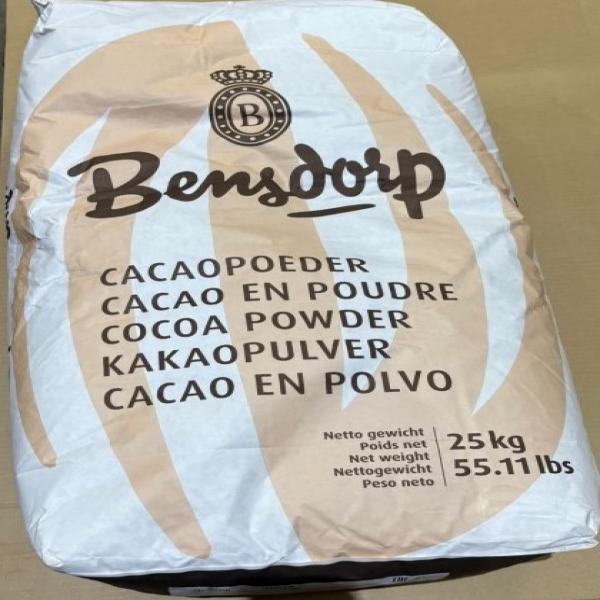 B
Bensdorp
CACAOPOEDER
CACAO EN POUDRE
COCOA POWDER
KAKAOPULVER
CACAO EN POLVO
Netto gewicht
Poids net
Net weight
Nettogewicht
Peso neto
25 kg
55.11 lbs